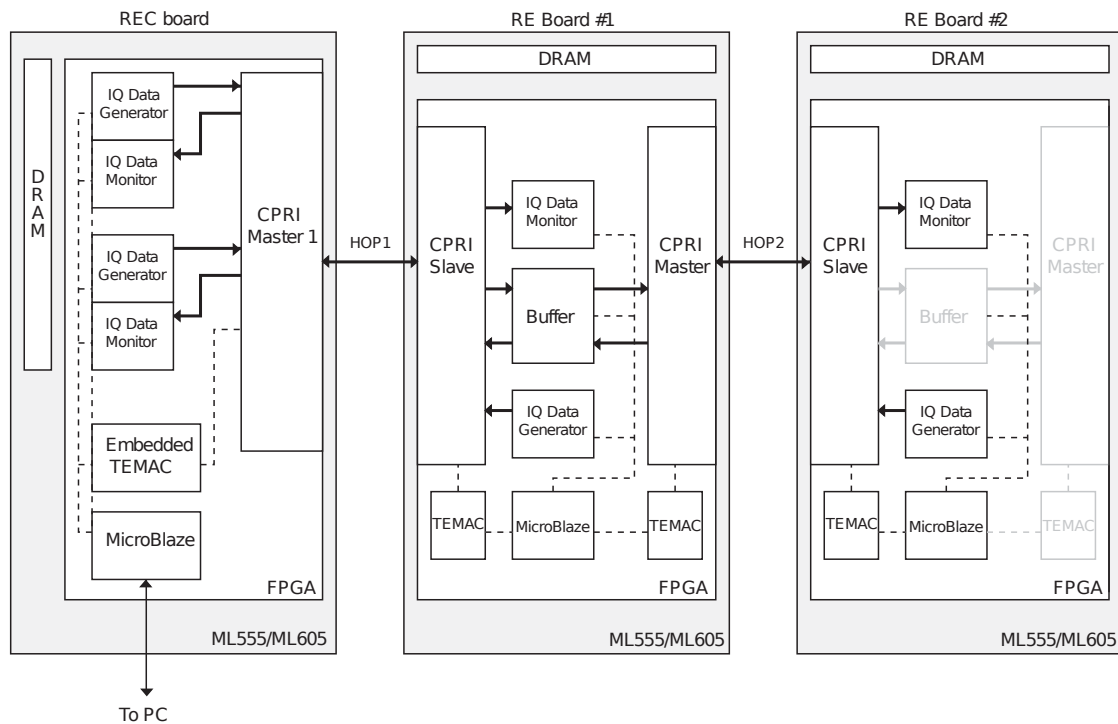 REC board
DRAM
IQ Data
Generator
IQ Data
Monitor
IQ Data
Generator
IQ Data
Monitor
CPRI
Master 1
Embedded
TEMAC
MicroBlaze
FPGA
ML555/ML605
To PC
HOP1
RE Board #1
DRAM
CPRI
Slave
IQ Data
Monitor
Buffer
IQ Data
Generator
CPRI
Master
TEMAC
MicroBlaze
TEMAC
FPGA
ML555/ML605
HOP2
RE Board #2
DRAM
CPRI
Slave
IQ Data
Monitor
Buffer
IQ Data
Generator
CPRI
Master
TEMAC
MicroBlaze
TEMAC
FPGA
ML555/ML605